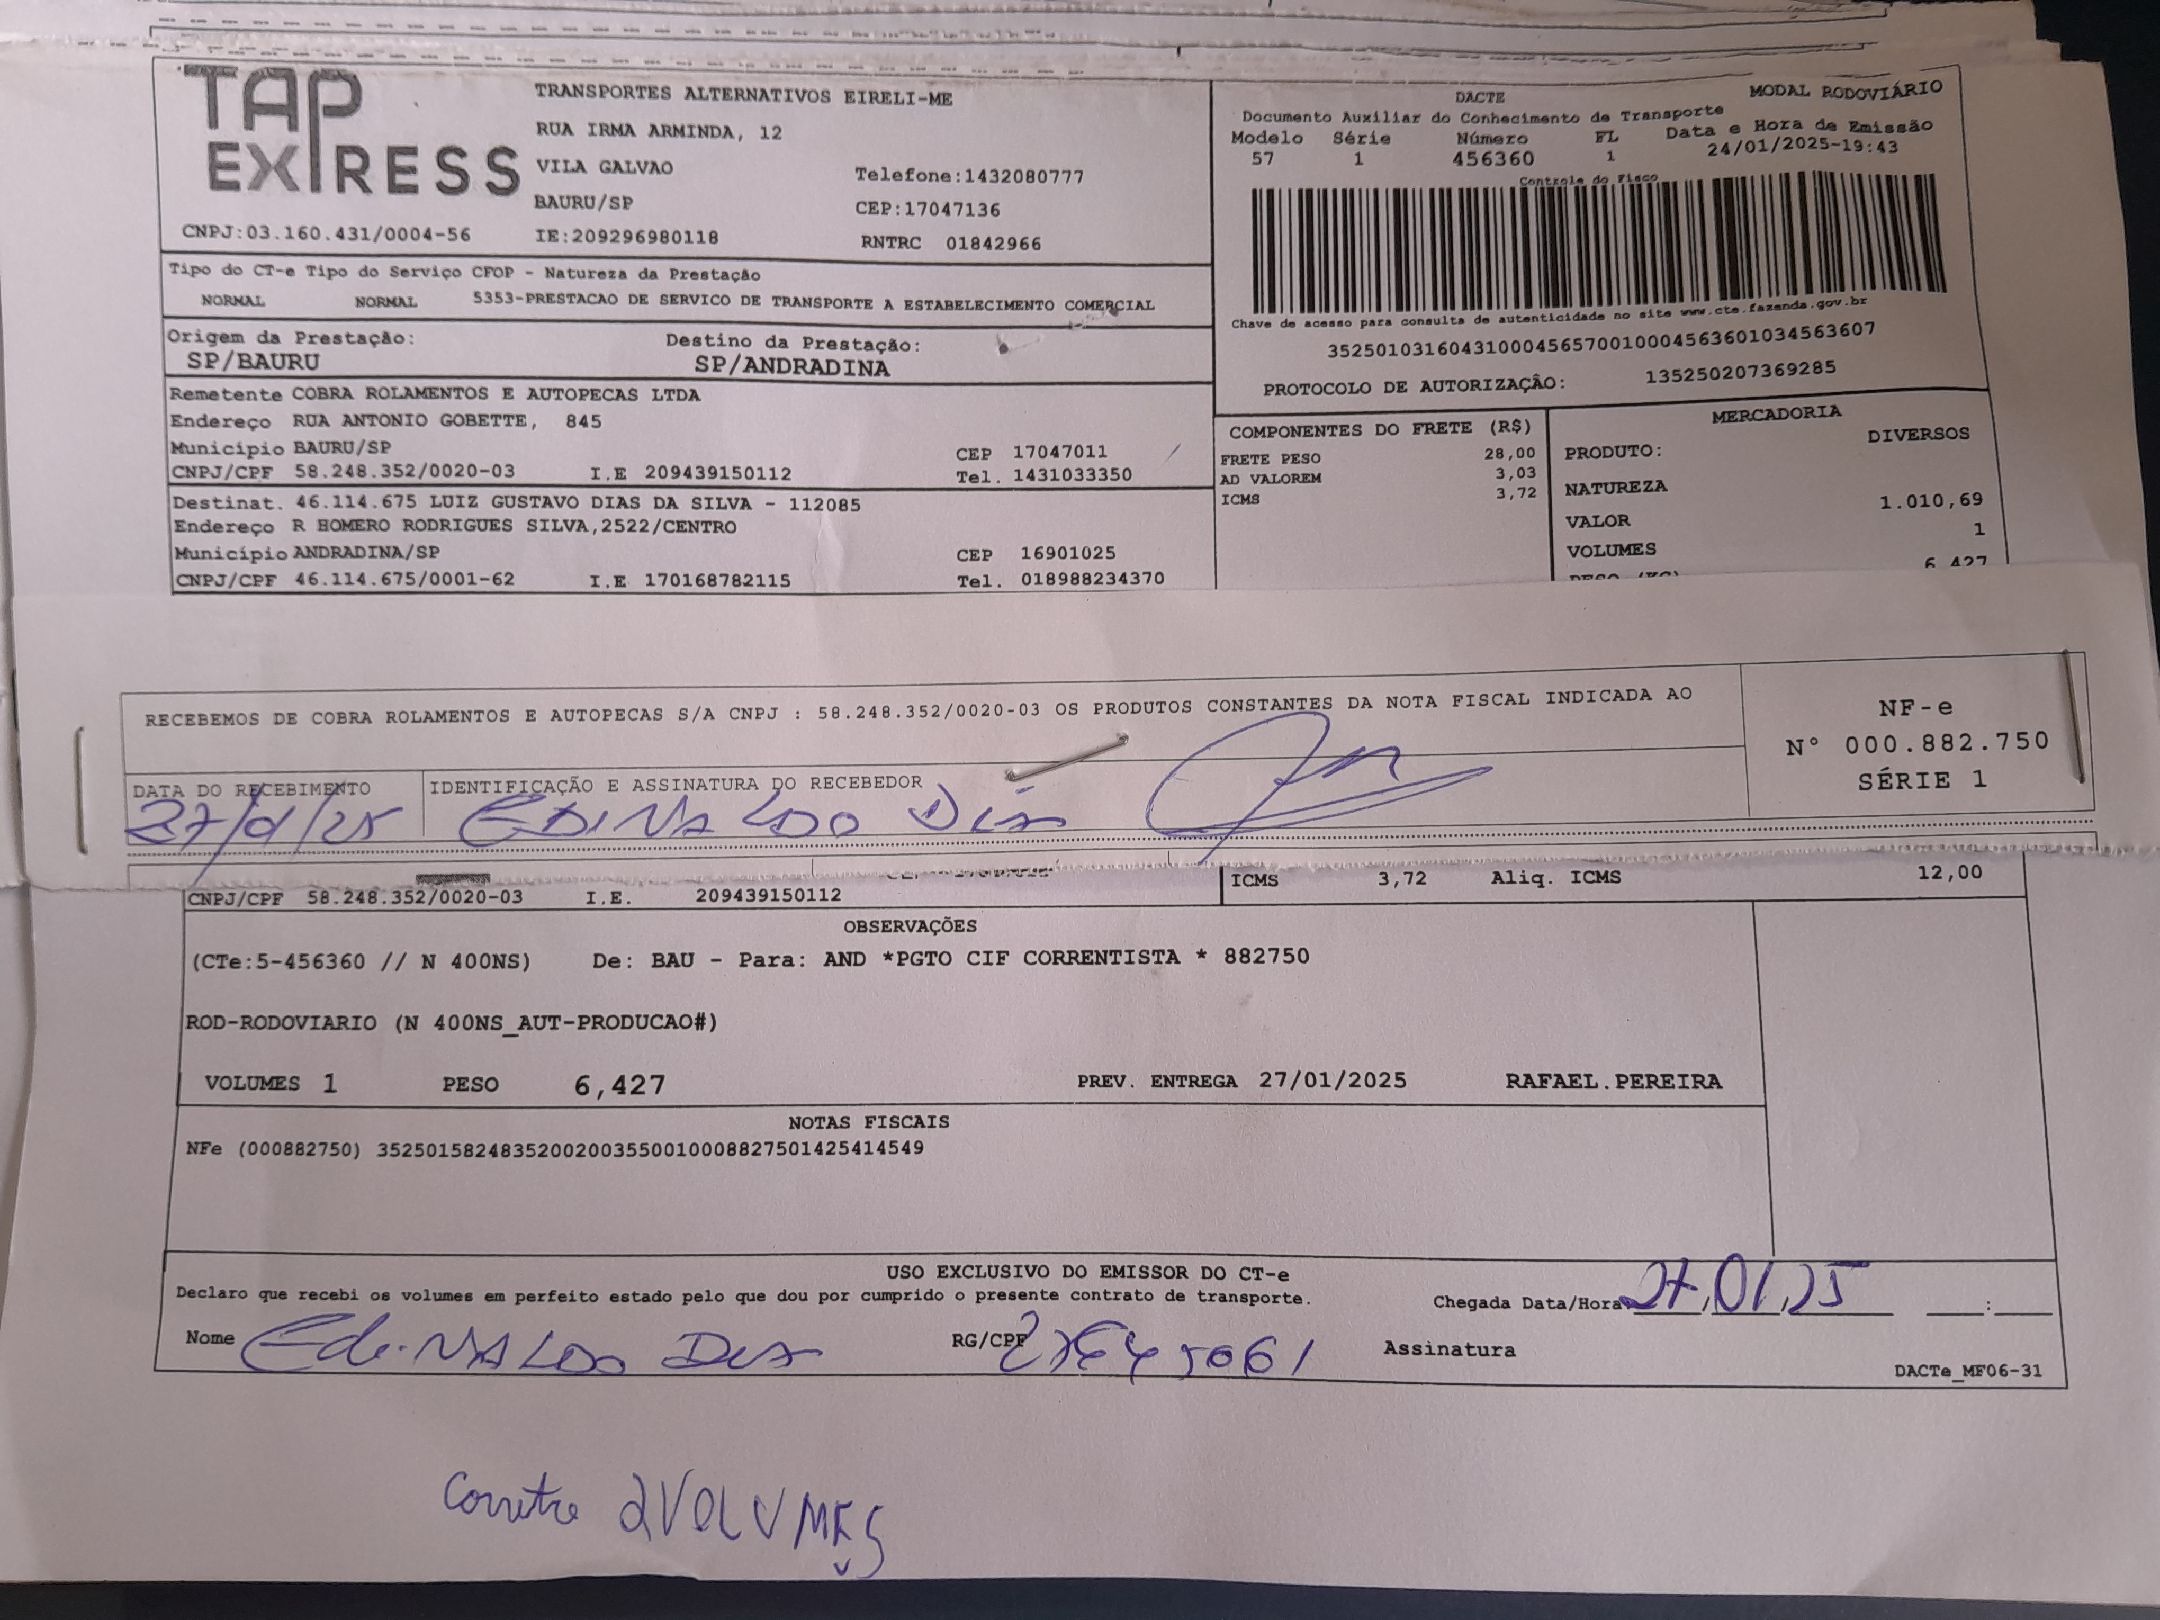 TAP EXPRESS
TRANSPORTES ALTERNATIVOS EIRELI-ME
RUA IRMA ARMINDA, 12
VILA GALVAO Telefone:1432080777
BAURU/SP CEP:17047136
CNPJ:03.160.431/0004-56 IE:209296980118 RNTRC 01842966
DACTE MODAL RODOVIÁRIO
Documento Auxiliar do Conhecimento de Transporte
Modelo Série Número FL Data e Hora de Emissão
57 1 456360 1 24/01/2025-19:43
Controle do Fisco
Chave de acesso para consulta de autenticidade no site www.cte.fazenda.gov.br
35250103160431000456570010004563601034563607
PROTOCOLO DE AUTORIZAÇÃO: 135250207369285
Tipo do CT-e Tipo do Serviço CFOP - Natureza da Prestação
NORMAL NORMAL 5353-PRESTACAO DE SERVICO DE TRANSPORTE A ESTABELECIMENTO COMERCIAL
Origem da Prestação: Destino da Prestação:
SP/BAURU SP/ANDRADINA
Remetente COBRA ROLAMENTOS E AUTOPECAS LTDA
Endereço RUA ANTONIO GOBETTE, 845
Município BAURU/SP CEP 17047011
CNPJ/CPF 58.248.352/0020-03 I.E 209439150112 Tel. 1431033350
Destinat. 46.114.675 LUIZ GUSTAVO DIAS DA SILVA - 112085
Endereço R HOMERO RODRIGUES SILVA,2522/CENTRO
Município ANDRADINA/SP CEP 16901025
CNPJ/CPF 46.114.675/0001-62 I.E 170168782115 Tel. 018988234370
COMPONENTES DO FRETE (R$)
FRETE PESO 28,00
AD VALOREM 3,03
ICMS 3,72
MERCADORIA
PRODUTO: DIVERSOS
NATUREZA
VALOR 1.010,69
VOLUMES 1
PESO (KG) 6,427
RECEBEMOS DE COBRA ROLAMENTOS E AUTOPECAS S/A CNPJ : 58.248.352/0020-03 OS PRODUTOS CONSTANTES DA NOTA FISCAL INDICADA AO
NF-e
N° 000.882.750
SÉRIE 1
DATA DO RECEBIMENTO IDENTIFICAÇÃO E ASSINATURA DO RECEBEDOR
27/01/25 EDINALDO Dias
CNPJ/CPF 58.248.352/0020-03 I.E. 209439150112
ICMS 3,72 Aliq. ICMS 12,00
OBSERVAÇÕES
(CTe:5-456360 // N 400NS) De: BAU - Para: AND *PGTO CIF CORRENTISTA * 882750
ROD-RODOVIARIO (N 400NS_AUT-PRODUCAO#)
VOLUMES 1 PESO 6,427 PREV. ENTREGA 27/01/2025 RAFAEL.PEREIRA
NOTAS FISCAIS
NFe (000882750) 35250158248352002003550010008827501425414549
USO EXCLUSIVO DO EMISSOR DO CT-e
Declaro que recebi os volumes em perfeito estado pelo que dou por cumprido o presente contrato de transporte.
Chegada Data/Hora 27/01/25 :
Nome EdiNALDO Dias RG/CPF Assinatura
DACTe_MF06-31
2 VOLUMES